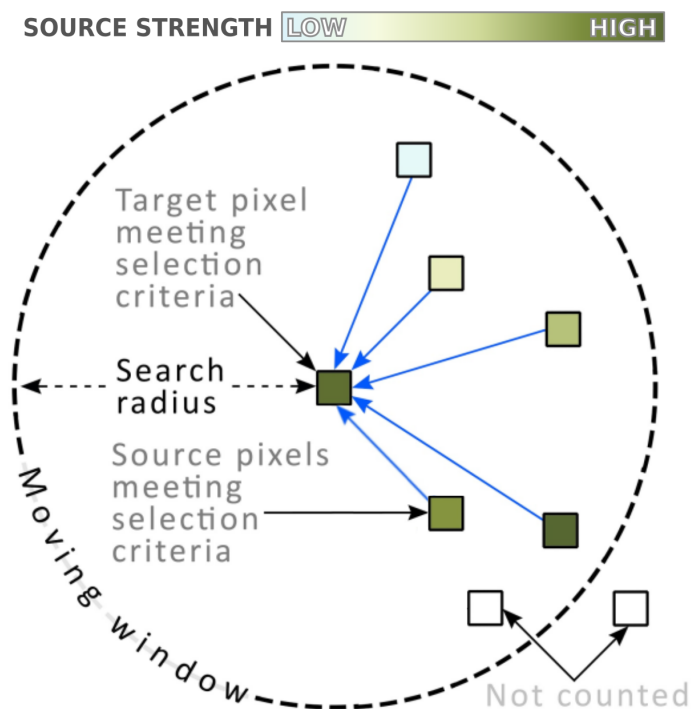 SOURCE STRENGTH LOW HIGH
Target pixel
meeting
selection
criteria
Search
radius
Source pixels
meeting
selection
criteria
Moving window
Not counted